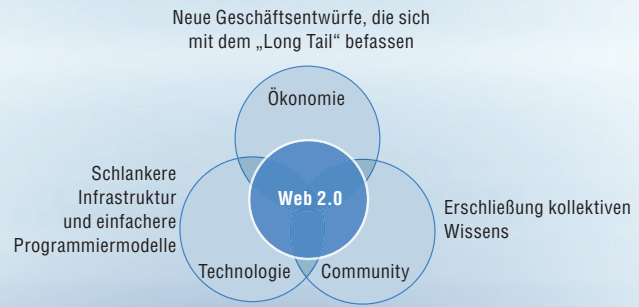 Neue Geschäftsentwürfe, die sich
mit dem „Long Tail“ befassen
Ökonomie
Schlankere
Infrastruktur
und einfachere
Programmiermodelle
Web 2.0
Erschließung kollektiven
Wissens
Technologie
Community